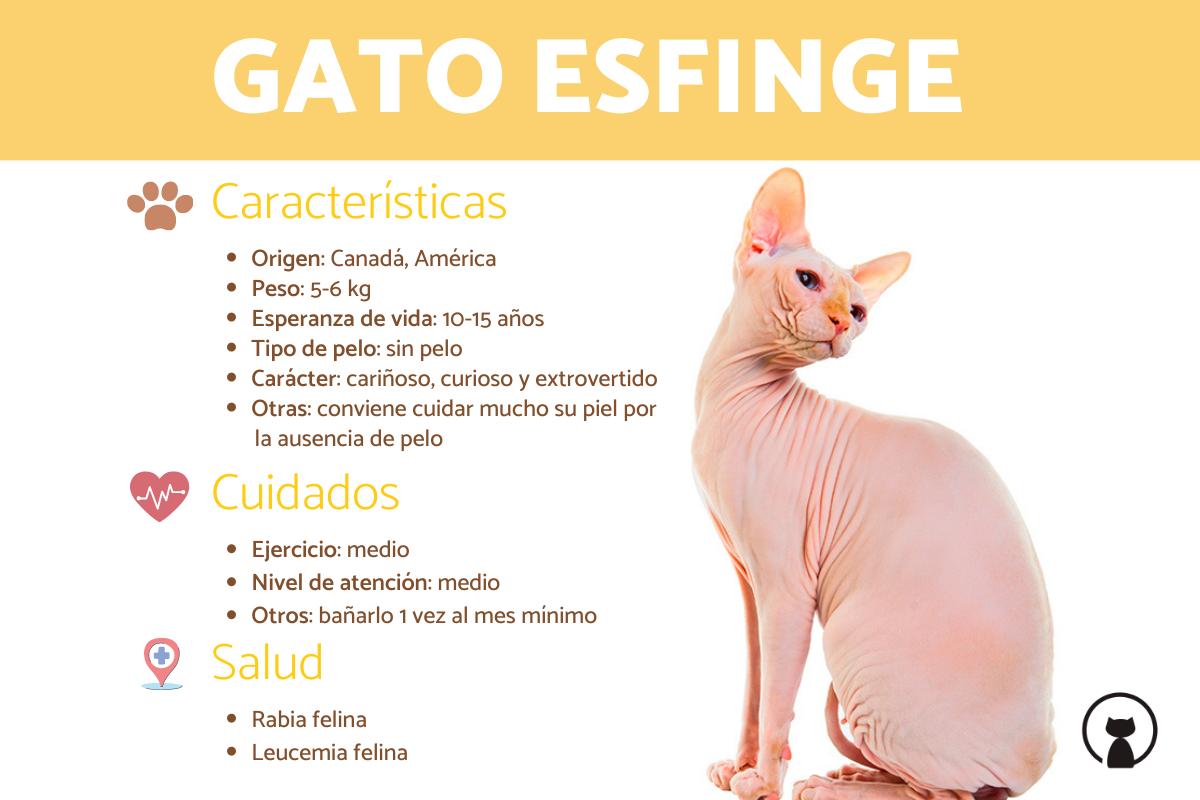 GATO ESFINGE
Características
• Origen: Canadá, América
• Peso: 5-6 kg
• Esperanza de vida: 10-15 años
• Tipo de pelo: sin pelo
• Carácter: cariñoso, curioso y extrovertido
• Otras: conviene cuidar mucho su piel por
la ausencia de pelo
Cuidados
• Ejercicio: medio
• Nivel de atención: medio
• Otros: bañarlo 1 vez al mes mínimo
Salud
• Rabia felina
• Leucemia felina